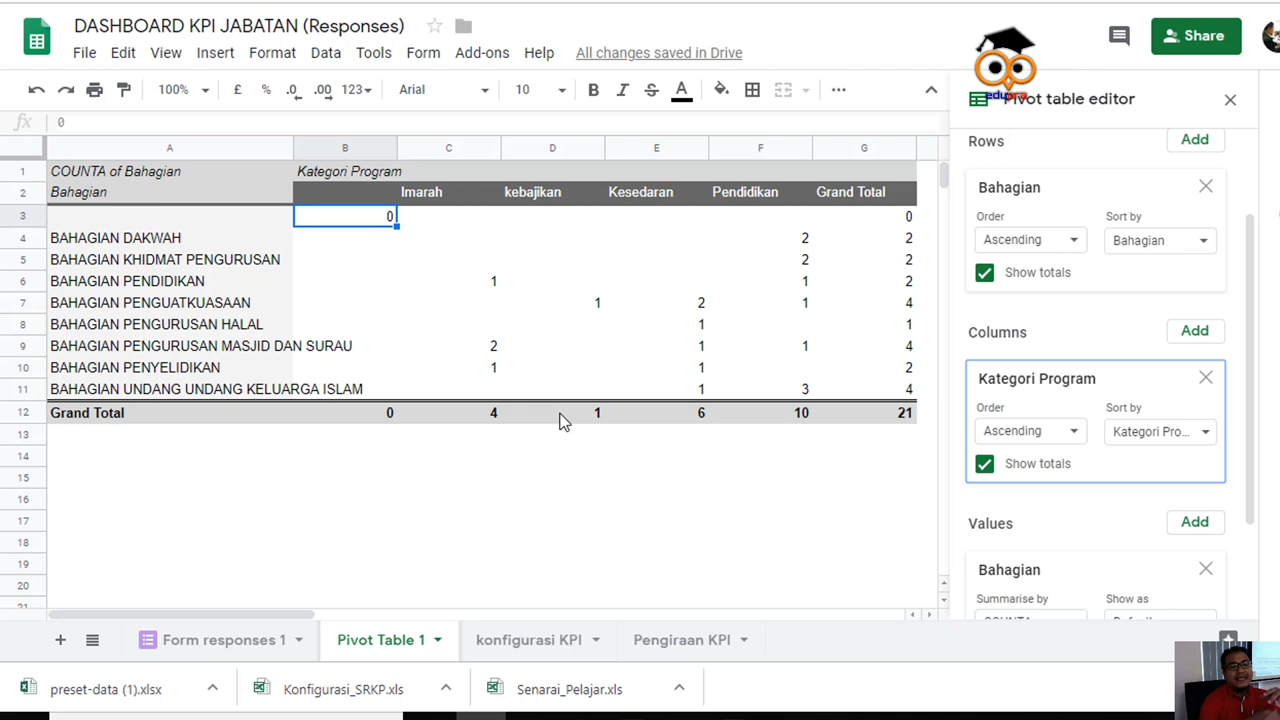 DASHBOARD KPI JABATAN (Responses)
File Edit View Insert Format Data Tools Form Add-ons Help All changes saved in Drive
Share
100% £ % .0 .00 123 Arial 10 B I S A
fx 0
Pivot table editor
A B C D E F G
1 COUNTA of Bahagian Kategori Program
2 Bahagian Imarah kebajikan Kesedaran Pendidikan Grand Total
3 0 0
4 BAHAGIAN DAKWAH 2 2
5 BAHAGIAN KHIDMAT PENGURUSAN 2 2
6 BAHAGIAN PENDIDIKAN 1 1 2
7 BAHAGIAN PENGUATKUASAAN 1 2 1 4
8 BAHAGIAN PENGURUSAN HALAL 1 1
9 BAHAGIAN PENGURUSAN MASJID DAN SURAU 2 1 1 4
10 BAHAGIAN PENYELIDIKAN 1 1 2
11 BAHAGIAN UNDANG UNDANG KELUARGA ISLAM 1 3 4
12 Grand Total 0 4 1 6 10 21
13
14
15
16
17
18
19
20
Rows Add
Bahagian
Order Sort by
Ascending Bahagian
Show totals
Columns Add
Kategori Program
Order Sort by
Ascending Kategori Pro...
Show totals
Values Add
Bahagian
Summarise by Show as
Form responses 1 Pivot Table 1 konfigurasi KPI Pengiraan KPI
preset-data (1).xlsx Konfigurasi_SRKP.xls Senarai_Pelajar.xls